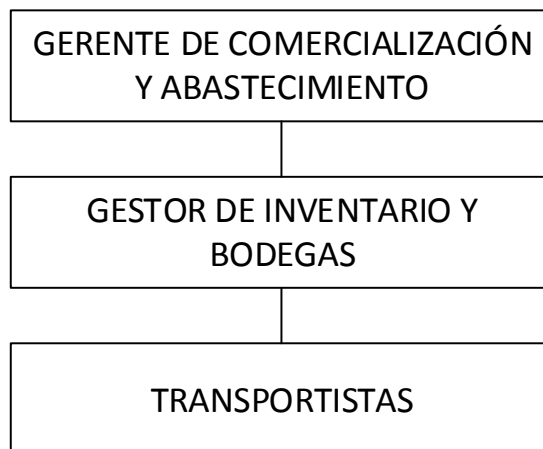 GERENTE DE COMERCIALIZACIÓN
Y ABASTECIMIENTO
GESTOR DE INVENTARIO Y
BODEGAS
TRANSPORTISTAS